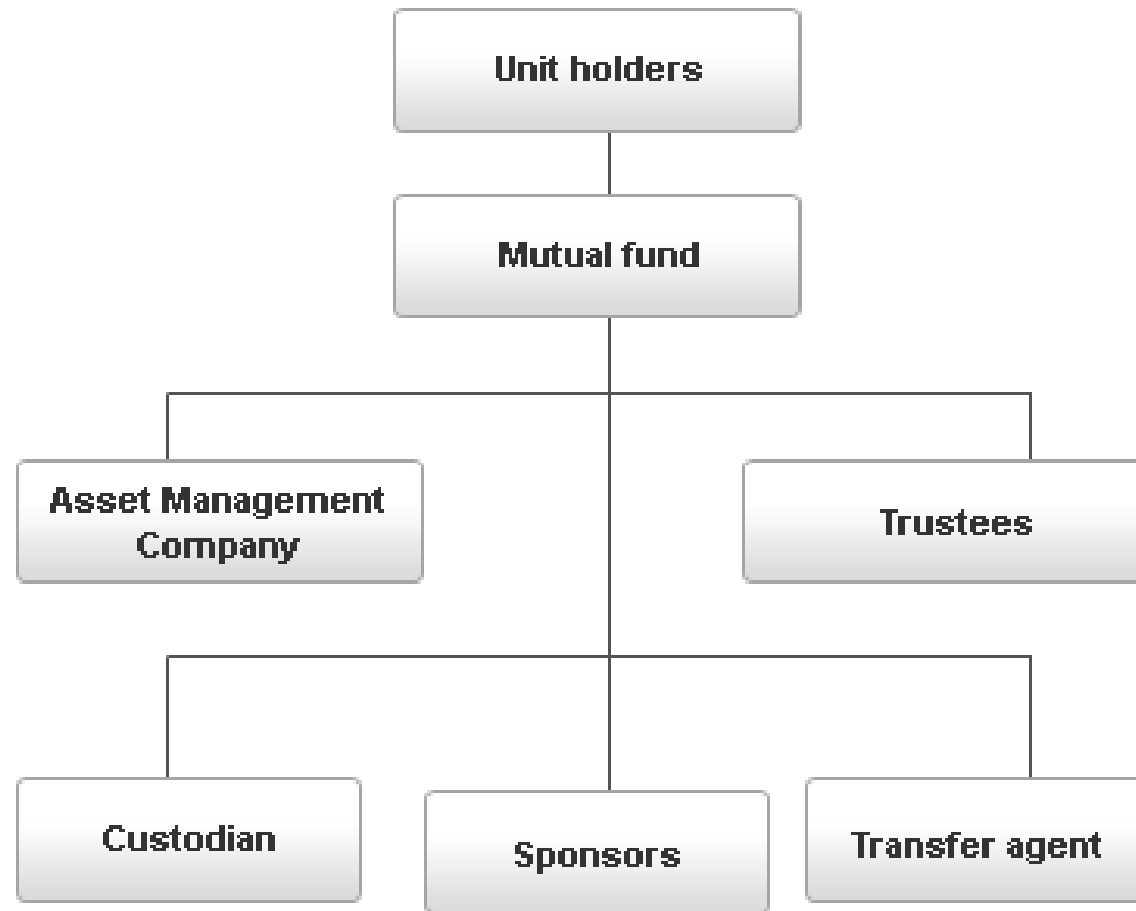 Unit holders
Mutual fund
Asset Management
Company
Trustees
Custodian
Sponsors
Transfer agent